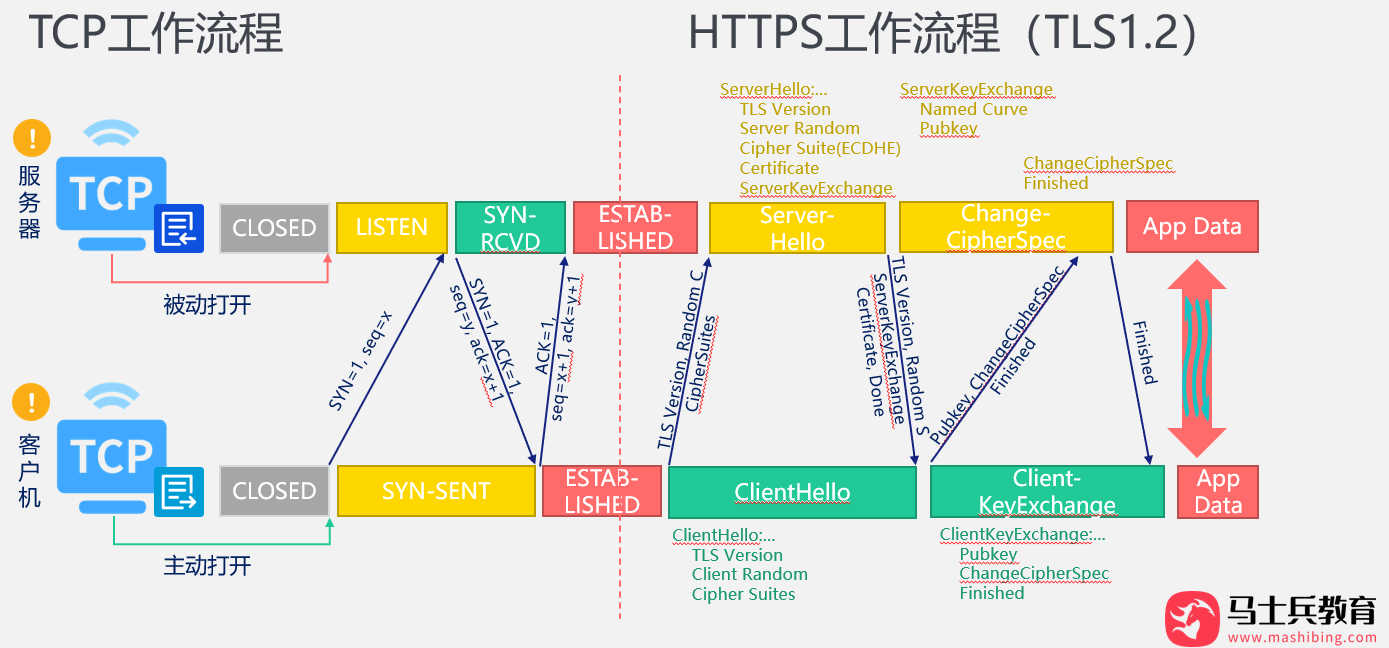 TCP工作流程
HTTPS工作流程（TLS1.2）
ServerHello:...
TLS Version
Server Random
Cipher Suite(ECDHE)
Certificate
ServerKeyExchange
ServerKeyExchange
Named Curve
Pubkey
ChangeCipherSpec
Finished
!
服
务
器
TCP
CLOSED
LISTEN
SYN-
RCVD
ESTAB-
LISHED
Server-
Hello
Change-
CipherSpec
App Data
被动打开
SYN=1, seq=x
SYN=1, ACK=1,
seq=y, ack=x+1
ACK=1,
seq=x+1, ack=y+1
TLS Version, Random C
CipherSuites
TLS Version, Random S
ServerKeyExchange
Certificate, Done
Pubkey, ChangeCipherSpec
Finished
Finished
!
客
户
机
TCP
CLOSED
SYN-SENT
ESTAB-
LISHED
ClientHello
Client-
KeyExchange
App
Data
主动打开
ClientHello:...
TLS Version
Client Random
Cipher Suites
ClientKeyExchange:...
Pubkey
ChangeCipherSpec
Finished
马士兵教育
www.mashibing.com